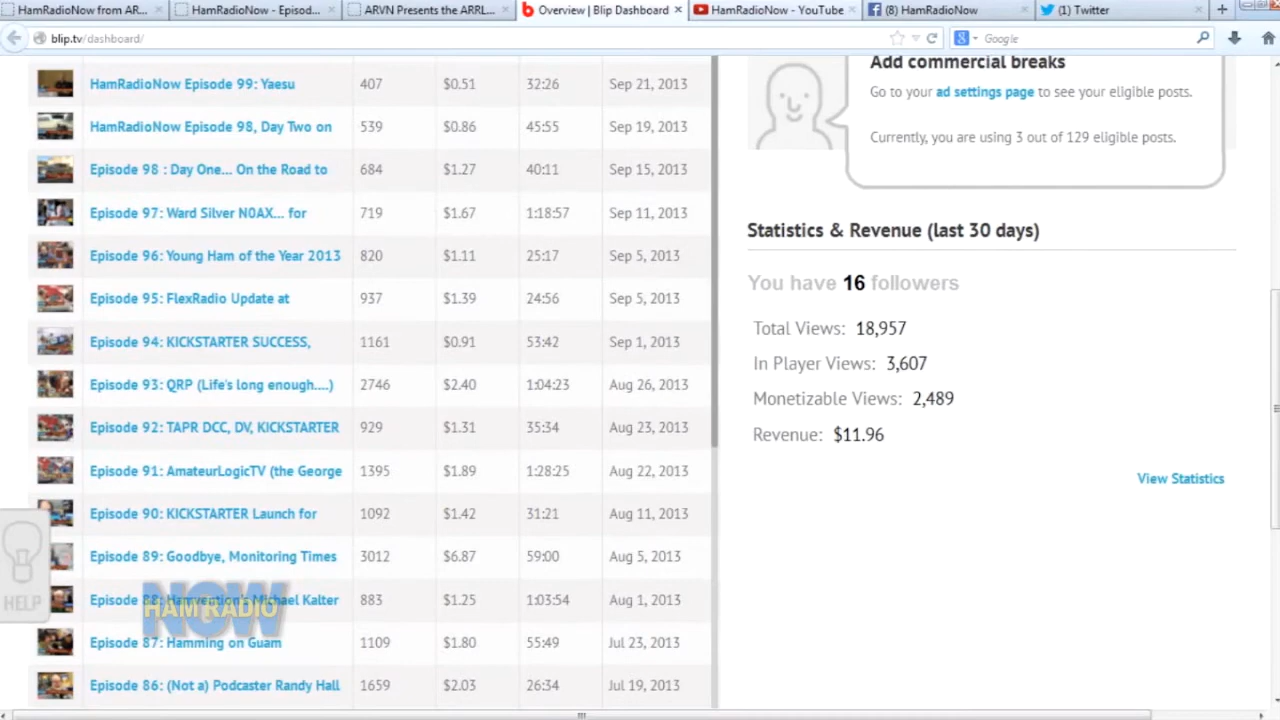 HamRadioNow from AR...
HamRadioNow - Episod...
ARVN Presents the ARRL...
Overview | Blip Dashboard
HamRadioNow - YouTube
(8) HamRadioNow
(1) Twitter
blip.tv/dashboard/
Google
HamRadioNow Episode 99: Yaesu 407 $0.51 32:26 Sep 21, 2013
HamRadioNow Episode 98, Day Two on 539 $0.86 45:55 Sep 19, 2013
Episode 98 : Day One... On the Road to 684 $1.27 40:11 Sep 15, 2013
Episode 97: Ward Silver N0AX... for 719 $1.67 1:18:57 Sep 11, 2013
Episode 96: Young Ham of the Year 2013 820 $1.11 25:17 Sep 5, 2013
Episode 95: FlexRadio Update at 937 $1.39 24:56 Sep 5, 2013
Episode 94: KICKSTARTER SUCCESS, 1161 $0.91 53:42 Sep 1, 2013
Episode 93: QRP (Life's long enough....) 2746 $2.40 1:04:23 Aug 26, 2013
Episode 92: TAPR DCC, DV, KICKSTARTER 929 $1.31 35:34 Aug 23, 2013
Episode 91: AmateurLogicTV (the George 1395 $1.89 1:28:25 Aug 22, 2013
Episode 90: KICKSTARTER Launch for 1092 $1.42 31:21 Aug 11, 2013
Episode 89: Goodbye, Monitoring Times 3012 $6.87 59:00 Aug 5, 2013
Episode 88: Hamvention's Michael Kalter 883 $1.25 1:03:54 Aug 1, 2013
Episode 87: Hamming on Guam 1109 $1.80 55:49 Jul 23, 2013
Episode 86: (Not a) Podcaster Randy Hall 1659 $2.03 26:34 Jul 19, 2013
HELP
NOW
HAM RADIO
Add commercial breaks
Go to your ad settings page to see your eligible posts.
Currently, you are using 3 out of 129 eligible posts.
Statistics & Revenue (last 30 days)
You have 16 followers
Total Views: 18,957
In Player Views: 3,607
Monetizable Views: 2,489
Revenue: $11.96
View Statistics